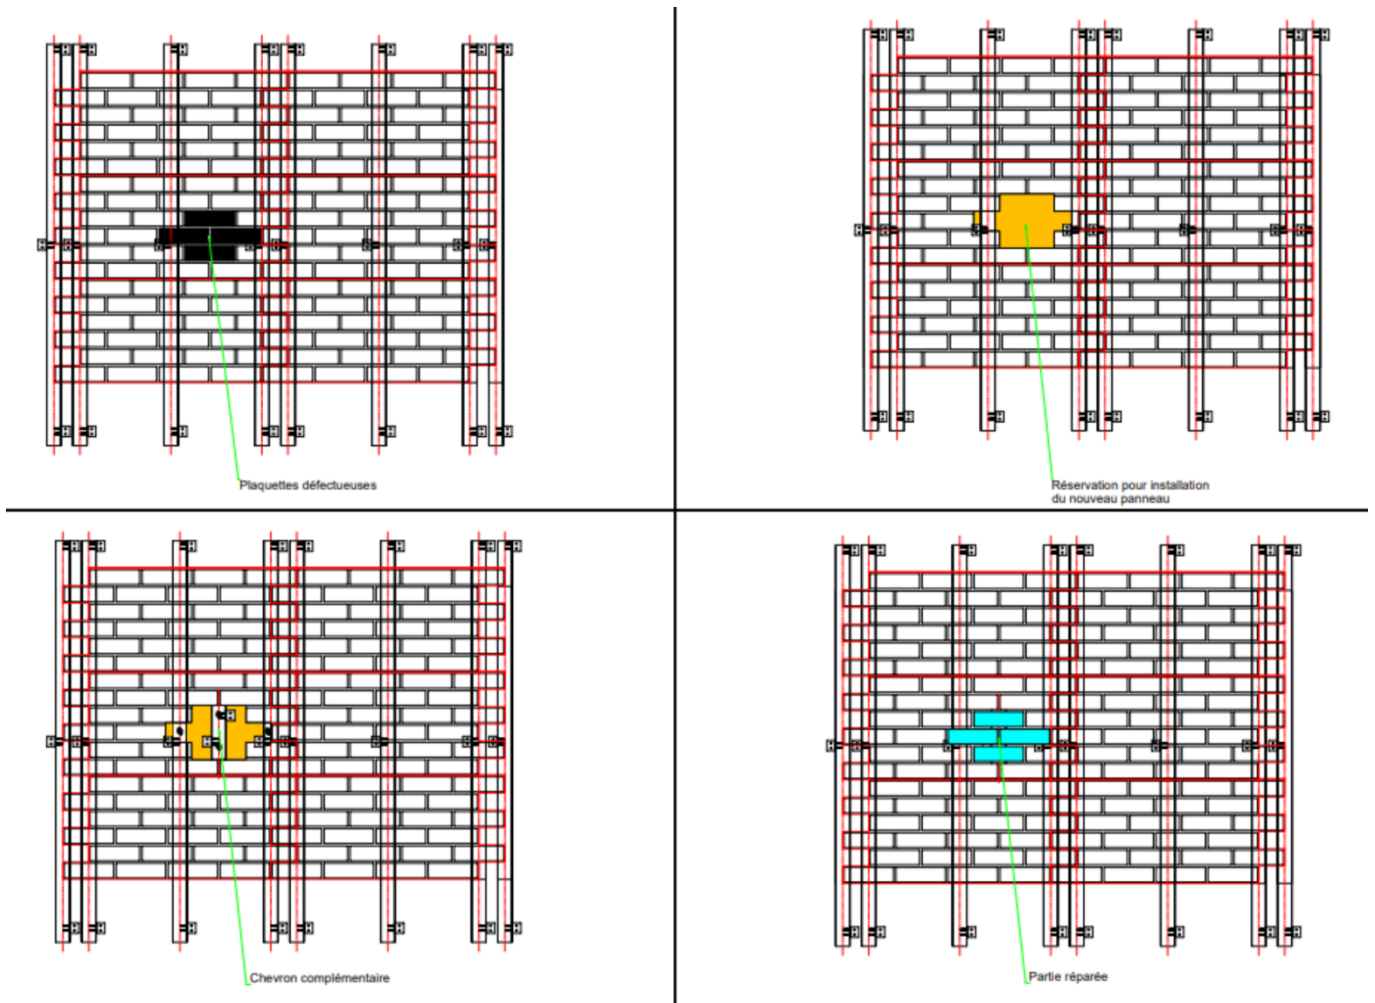 Plaquettes défectueuses
Réservation pour installation
du nouveau panneau
Chevron complémentaire
Partie réparée